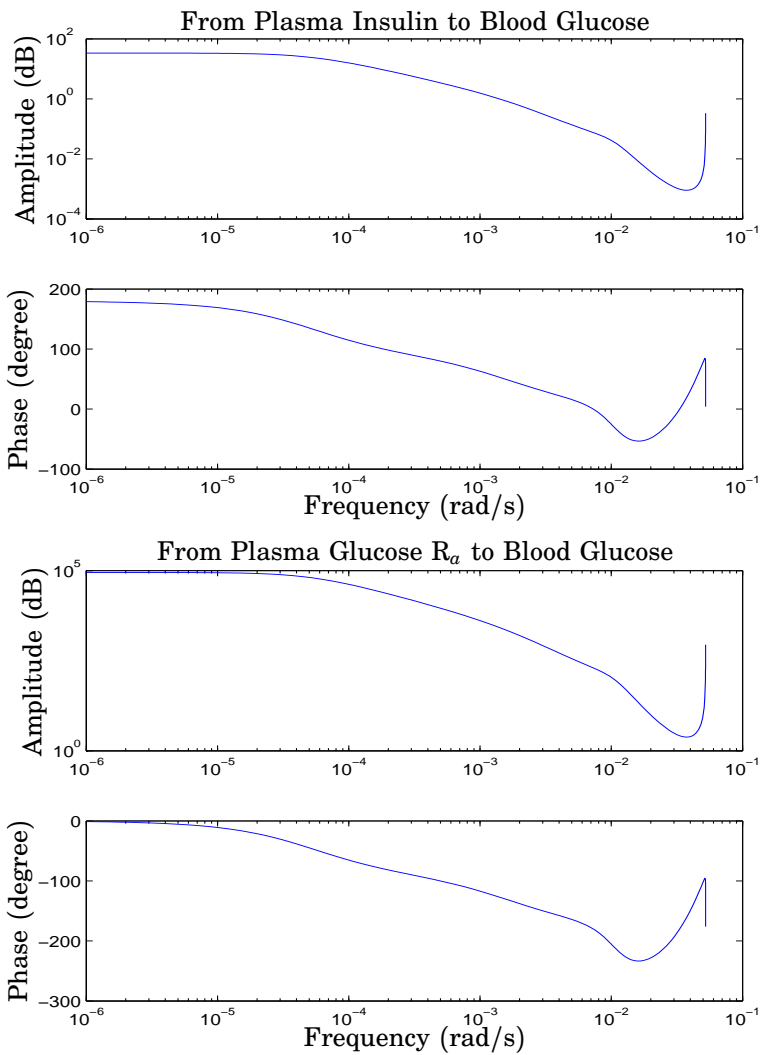 From Plasma Insulin to Blood Glucose
Amplitude (dB)
10^2
10^0
10^−2
10^−4
10^−6 10^−5 10^−4 10^−3 10^−2 10^−1
Phase (degree)
200
100
0
−100
10^−6 10^−5 10^−4 10^−3 10^−2 10^−1
Frequency (rad/s)
From Plasma Glucose R_a to Blood Glucose
Amplitude (dB)
10^5
10^0
10^−6 10^−5 10^−4 10^−3 10^−2 10^−1
Phase (degree)
0
−100
−200
−300
10^−6 10^−5 10^−4 10^−3 10^−2 10^−1
Frequency (rad/s)